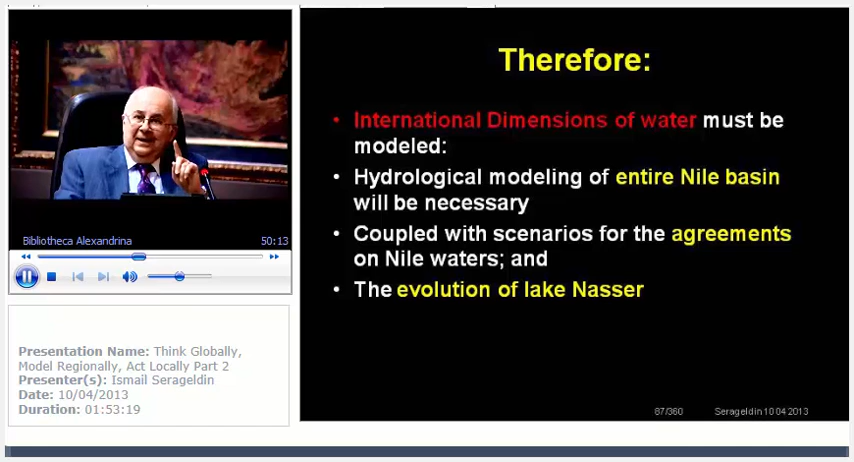 Bibliotheca Alexandrina 50:13
Presentation Name: Think Globally,
Model Regionally, Act Locally Part 2
Presenter(s): Ismail Serageldin
Date: 10/04/2013
Duration: 01:53:19
Therefore:
• International Dimensions of water must be
modeled:
• Hydrological modeling of entire Nile basin
will be necessary
• Coupled with scenarios for the agreements
on Nile waters; and
• The evolution of lake Nasser
87/360 Serageldin 10 04 2013